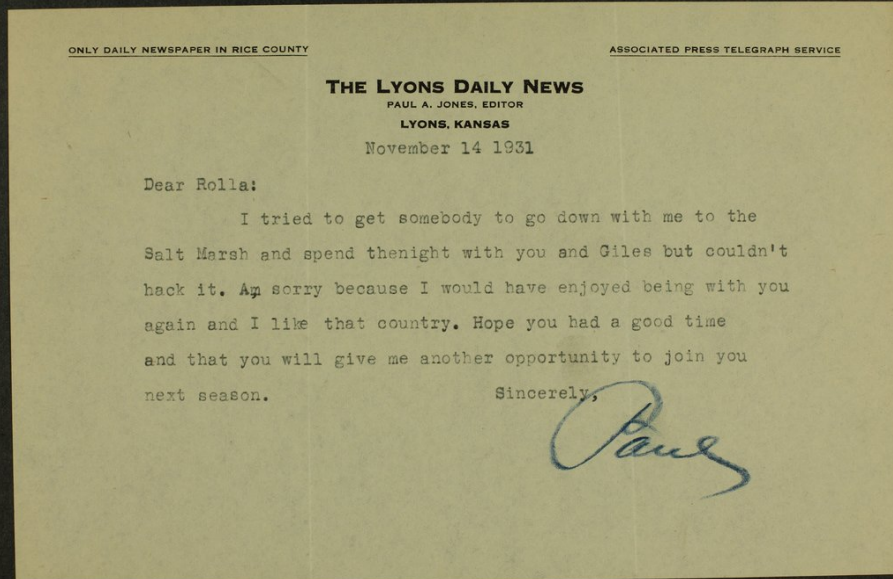 ONLY DAILY NEWSPAPER IN RICE COUNTY
ASSOCIATED PRESS TELEGRAPH SERVICE
THE LYONS DAILY NEWS
PAUL A. JONES, EDITOR
LYONS, KANSAS
November 14 1931
Dear Rolla:
I tried to get somebody to go down with me to the
Salt Marsh and spend thenight with you and Giles but couldn't
hack it. Am sorry because I would have enjoyed being with you
again and I like that country. Hope you had a good time
and that you will give me another opportunity to join you
next season. Sincerely,
Paul